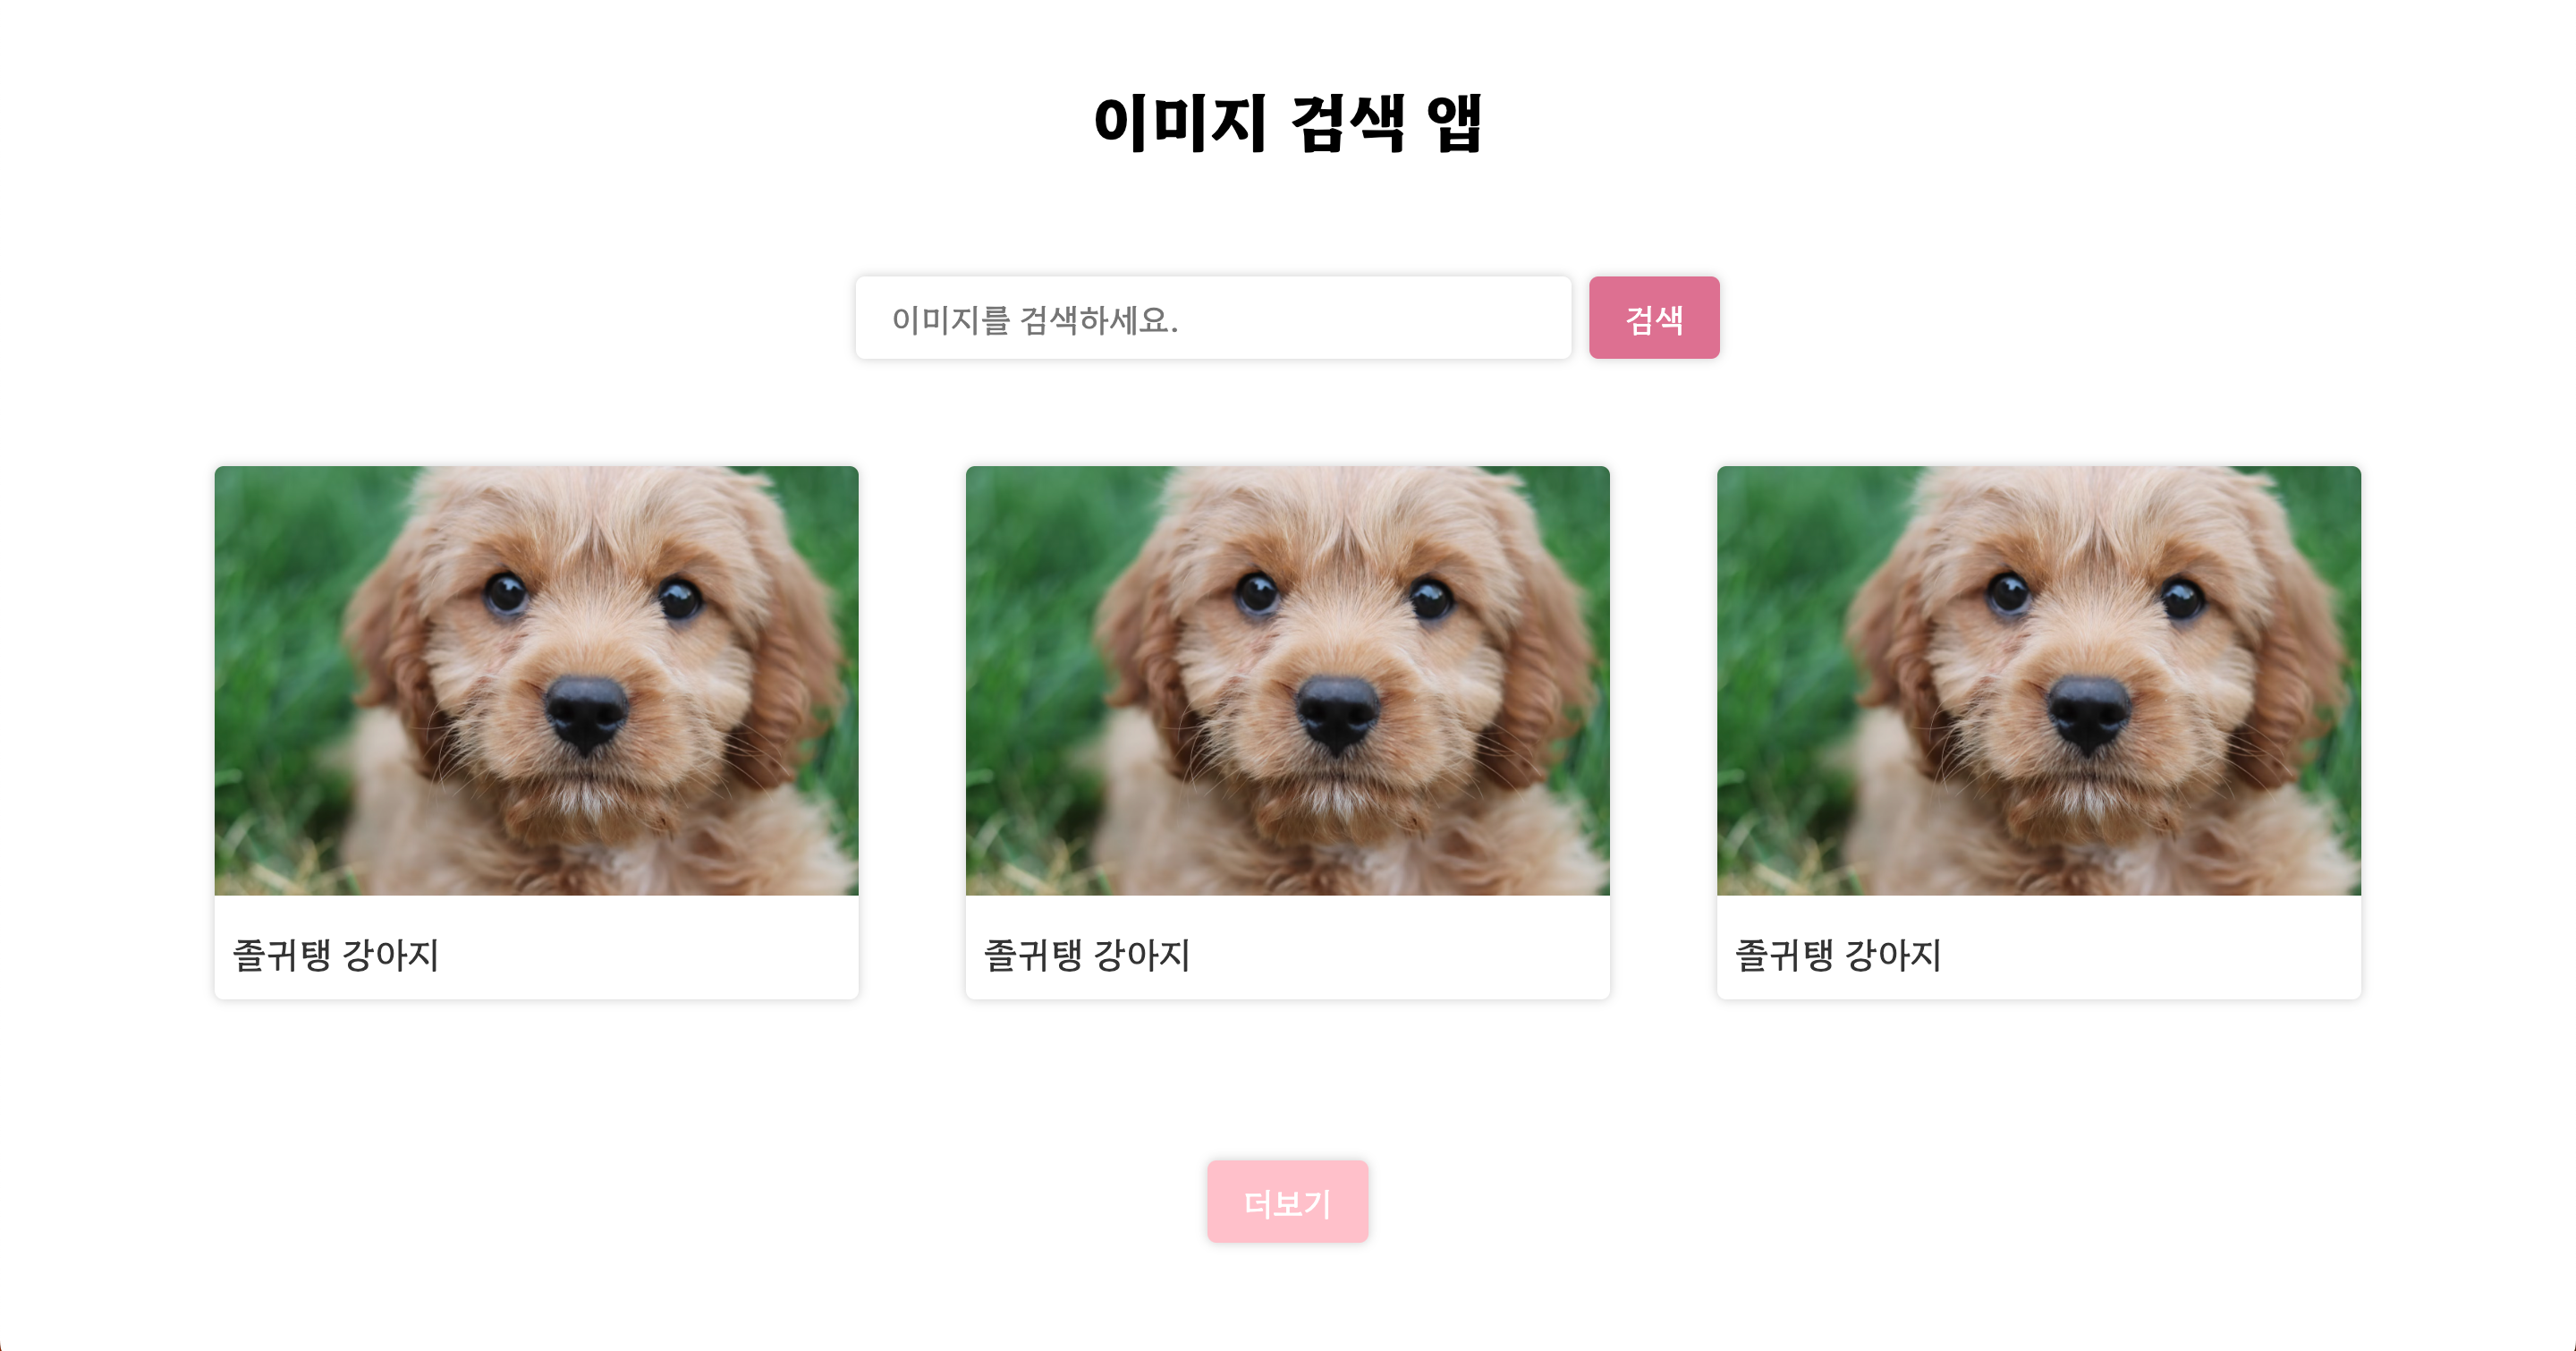 이미지 검색 앱
이미지를 검색하세요.
검색
졸귀탱 강아지
졸귀탱 강아지
졸귀탱 강아지
더보기